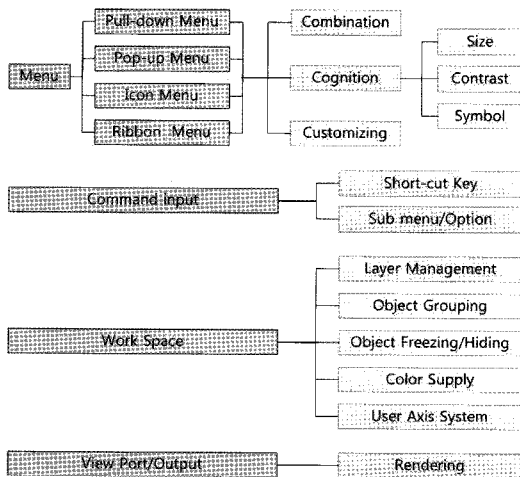 Menu
Pull-down Menu
Pop-up Menu
Icon Menu
Ribbon Menu
Combination
Cognition
Customizing
Size
Contrast
Symbol
Command Input
Short-cut Key
Sub menu/Option
Work Space
Layer Management
Object Grouping
Object Freezing/Hiding
Color Supply
User Axis System
View Port/Output
Rendering